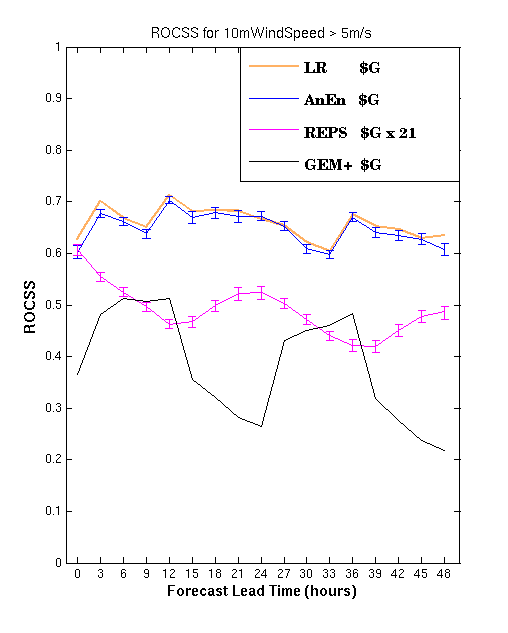 ROCSS for 10mWindSpeed > 5m/s
LR $G
AnEn $G
REPS $G x 21
GEM+ $G
ROCSS
1
0.9
0.8
0.7
0.6
0.5
0.4
0.3
0.2
0.1
0
0 3 6 9 12 15 18 21 24 27 30 33 36 39 42 45 48
Forecast Lead Time (hours)